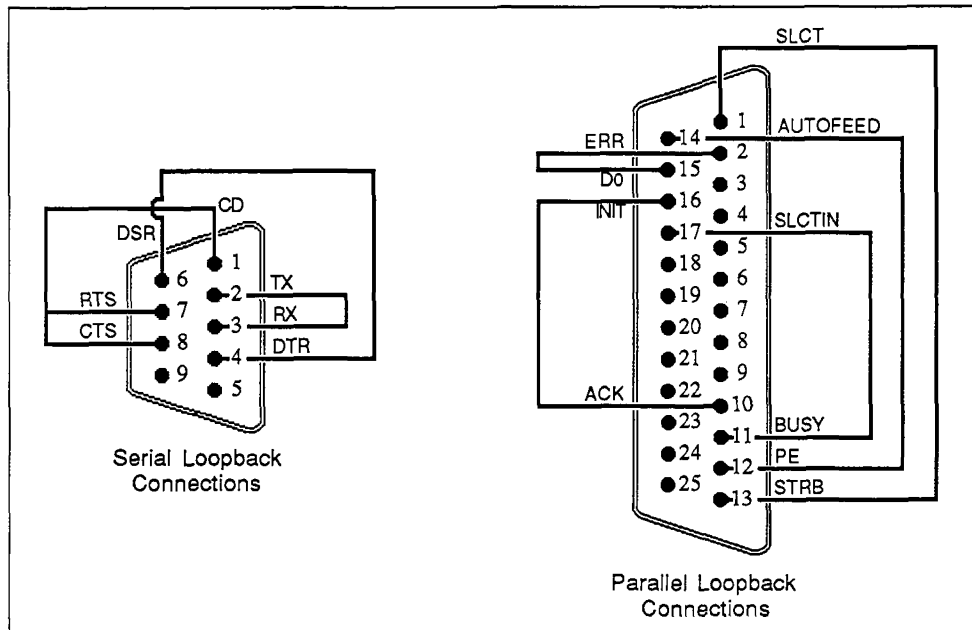 SLCT
1
14 AUTOFEED
ERR 2
15
D0
3
16
INIT
4
17 SLCTIN
5
18
6
19
7
20
8
21
9
22
ACK 10
23
11 BUSY
24
12 PE
25
13 STRB
Parallel Loopback
Connections
CD
DSR
1
6
2 TX
RTS 7
3 RX
CTS 8
4 DTR
9
5
Serial Loopback
Connections